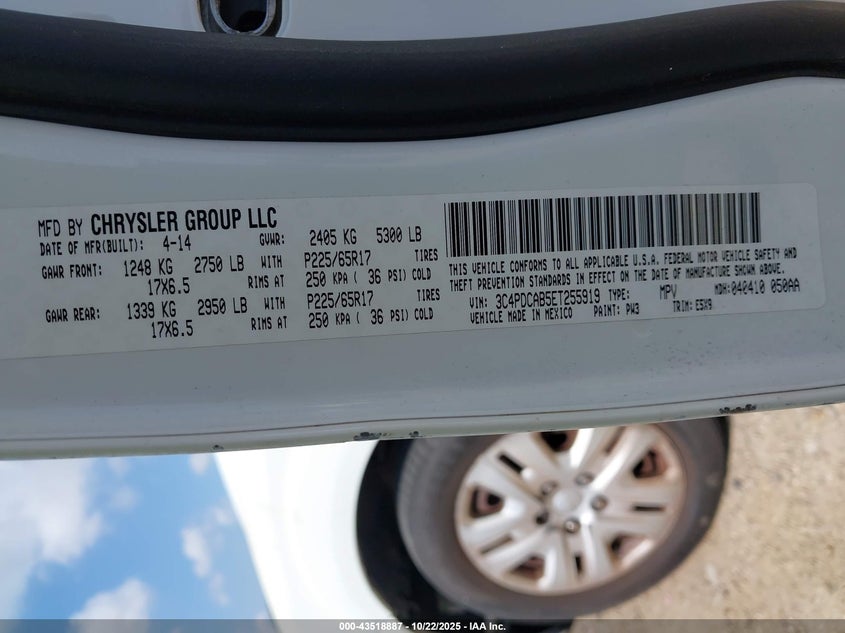 MFD BY CHRYSLER GROUP LLC
DATE OF MFR(BUILT): 4-14 GVWR: 2405 KG 5300 LB
GAWR FRONT: 1248 KG 2750 LB WITH P225/65R17 TIRES
17X6.5 RIMS AT 250 KPA ( 36 PSI) COLD
GAWR REAR: 1339 KG 2950 LB WITH P225/65R17 TIRES
17X6.5 RIMS AT 250 KPA ( 36 PSI) COLD
THIS VEHICLE CONFORMS TO ALL APPLICABLE U.S.A. FEDERAL MOTOR VEHICLE SAFETY AND
THEFT PREVENTION STANDARDS IN EFFECT ON THE DATE OF MANUFACTURE SHOWN ABOVE.
VIN: 3C4PDCAB5ET255919 TYPE: MPV MDH: 040410 050AA
VEHICLE MADE IN MEXICO PAINT: PW3 TRIM: E5X9
000-43518887 - 10/22/2025 - IAA Inc.